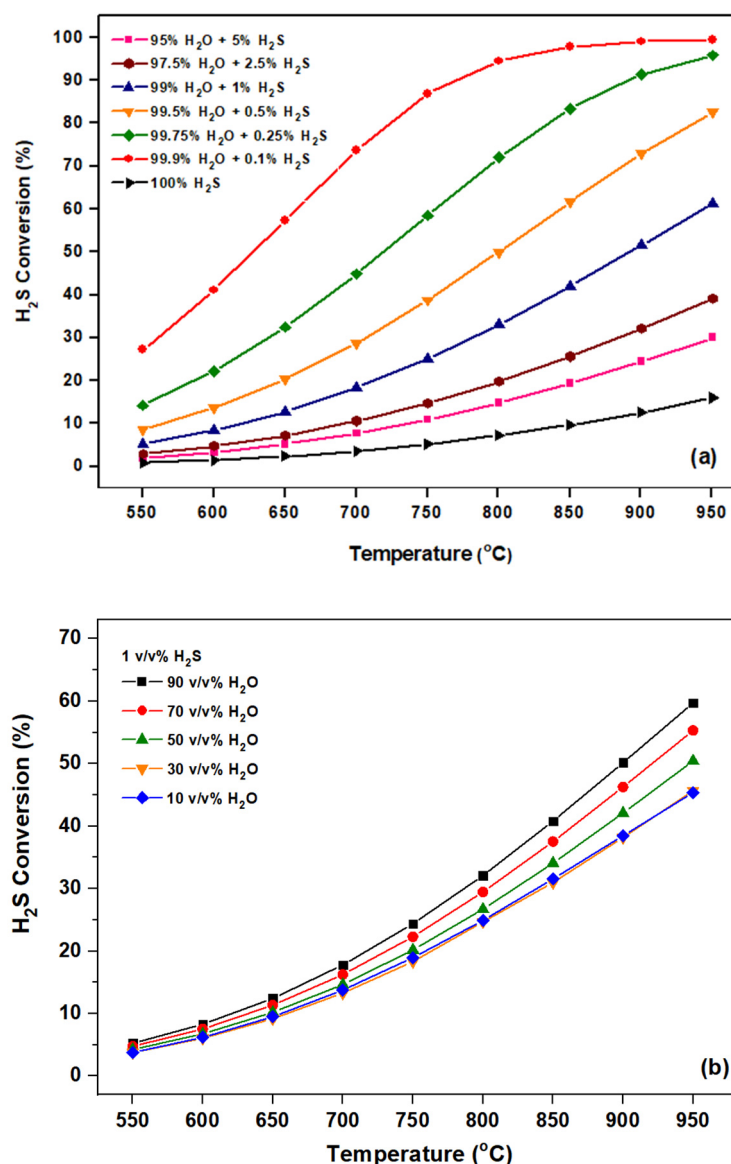 100
90
80
70
60
50
40
30
20
10
0
H2S Conversion (%)
95% H2O + 5% H2S
97.5% H2O + 2.5% H2S
99% H2O + 1% H2S
99.5% H2O + 0.5% H2S
99.75% H2O + 0.25% H2S
99.9% H2O + 0.1% H2S
100% H2S
(a)
550 600 650 700 750 800 850 900 950
Temperature (°C)
70
60
50
40
30
20
10
0
H2S Conversion (%)
1 v/v% H2S
90 v/v% H2O
70 v/v% H2O
50 v/v% H2O
30 v/v% H2O
10 v/v% H2O
(b)
550 600 650 700 750 800 850 900 950
Temperature (°C)